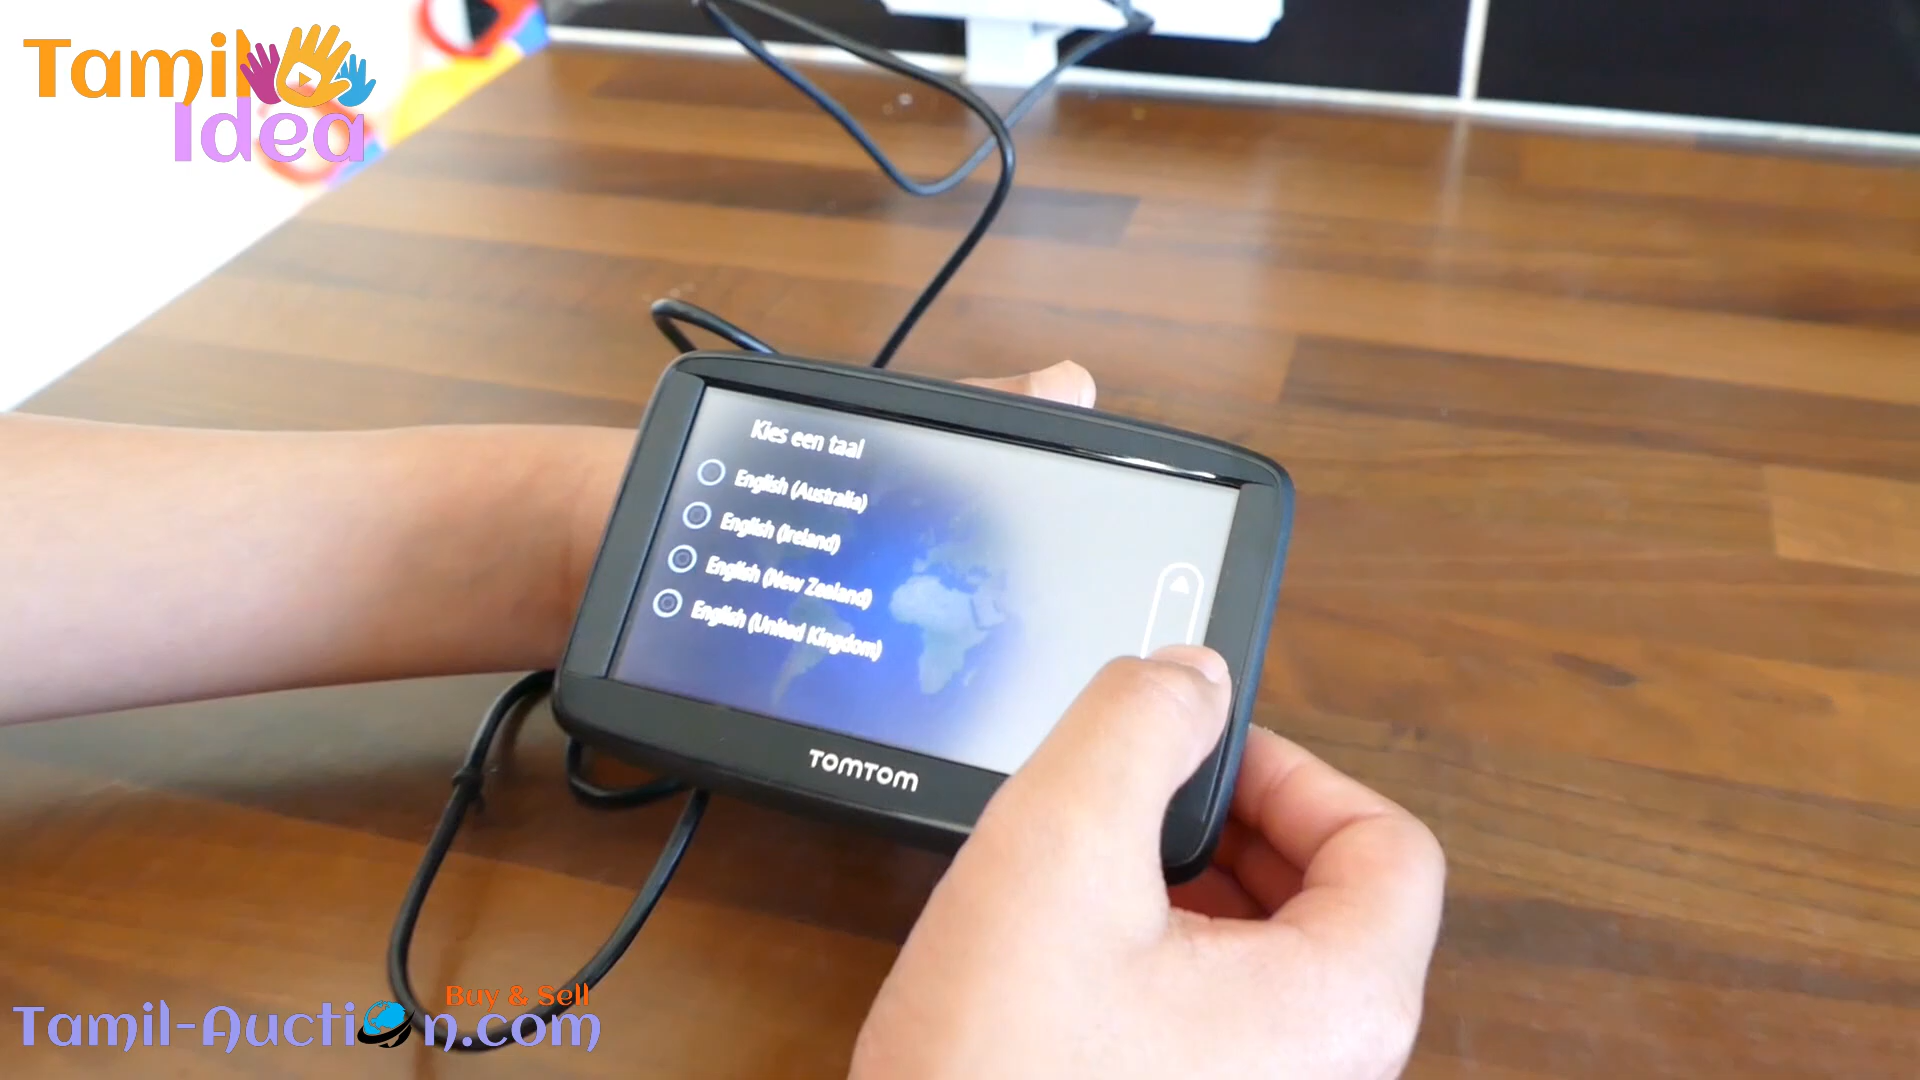 Tamil
Idea
Kies een taal
English (Australia)
English (Ireland)
English (New Zealand)
English (United Kingdom)
TOMTOM
Buy & Sell
Tamil-Auction.com